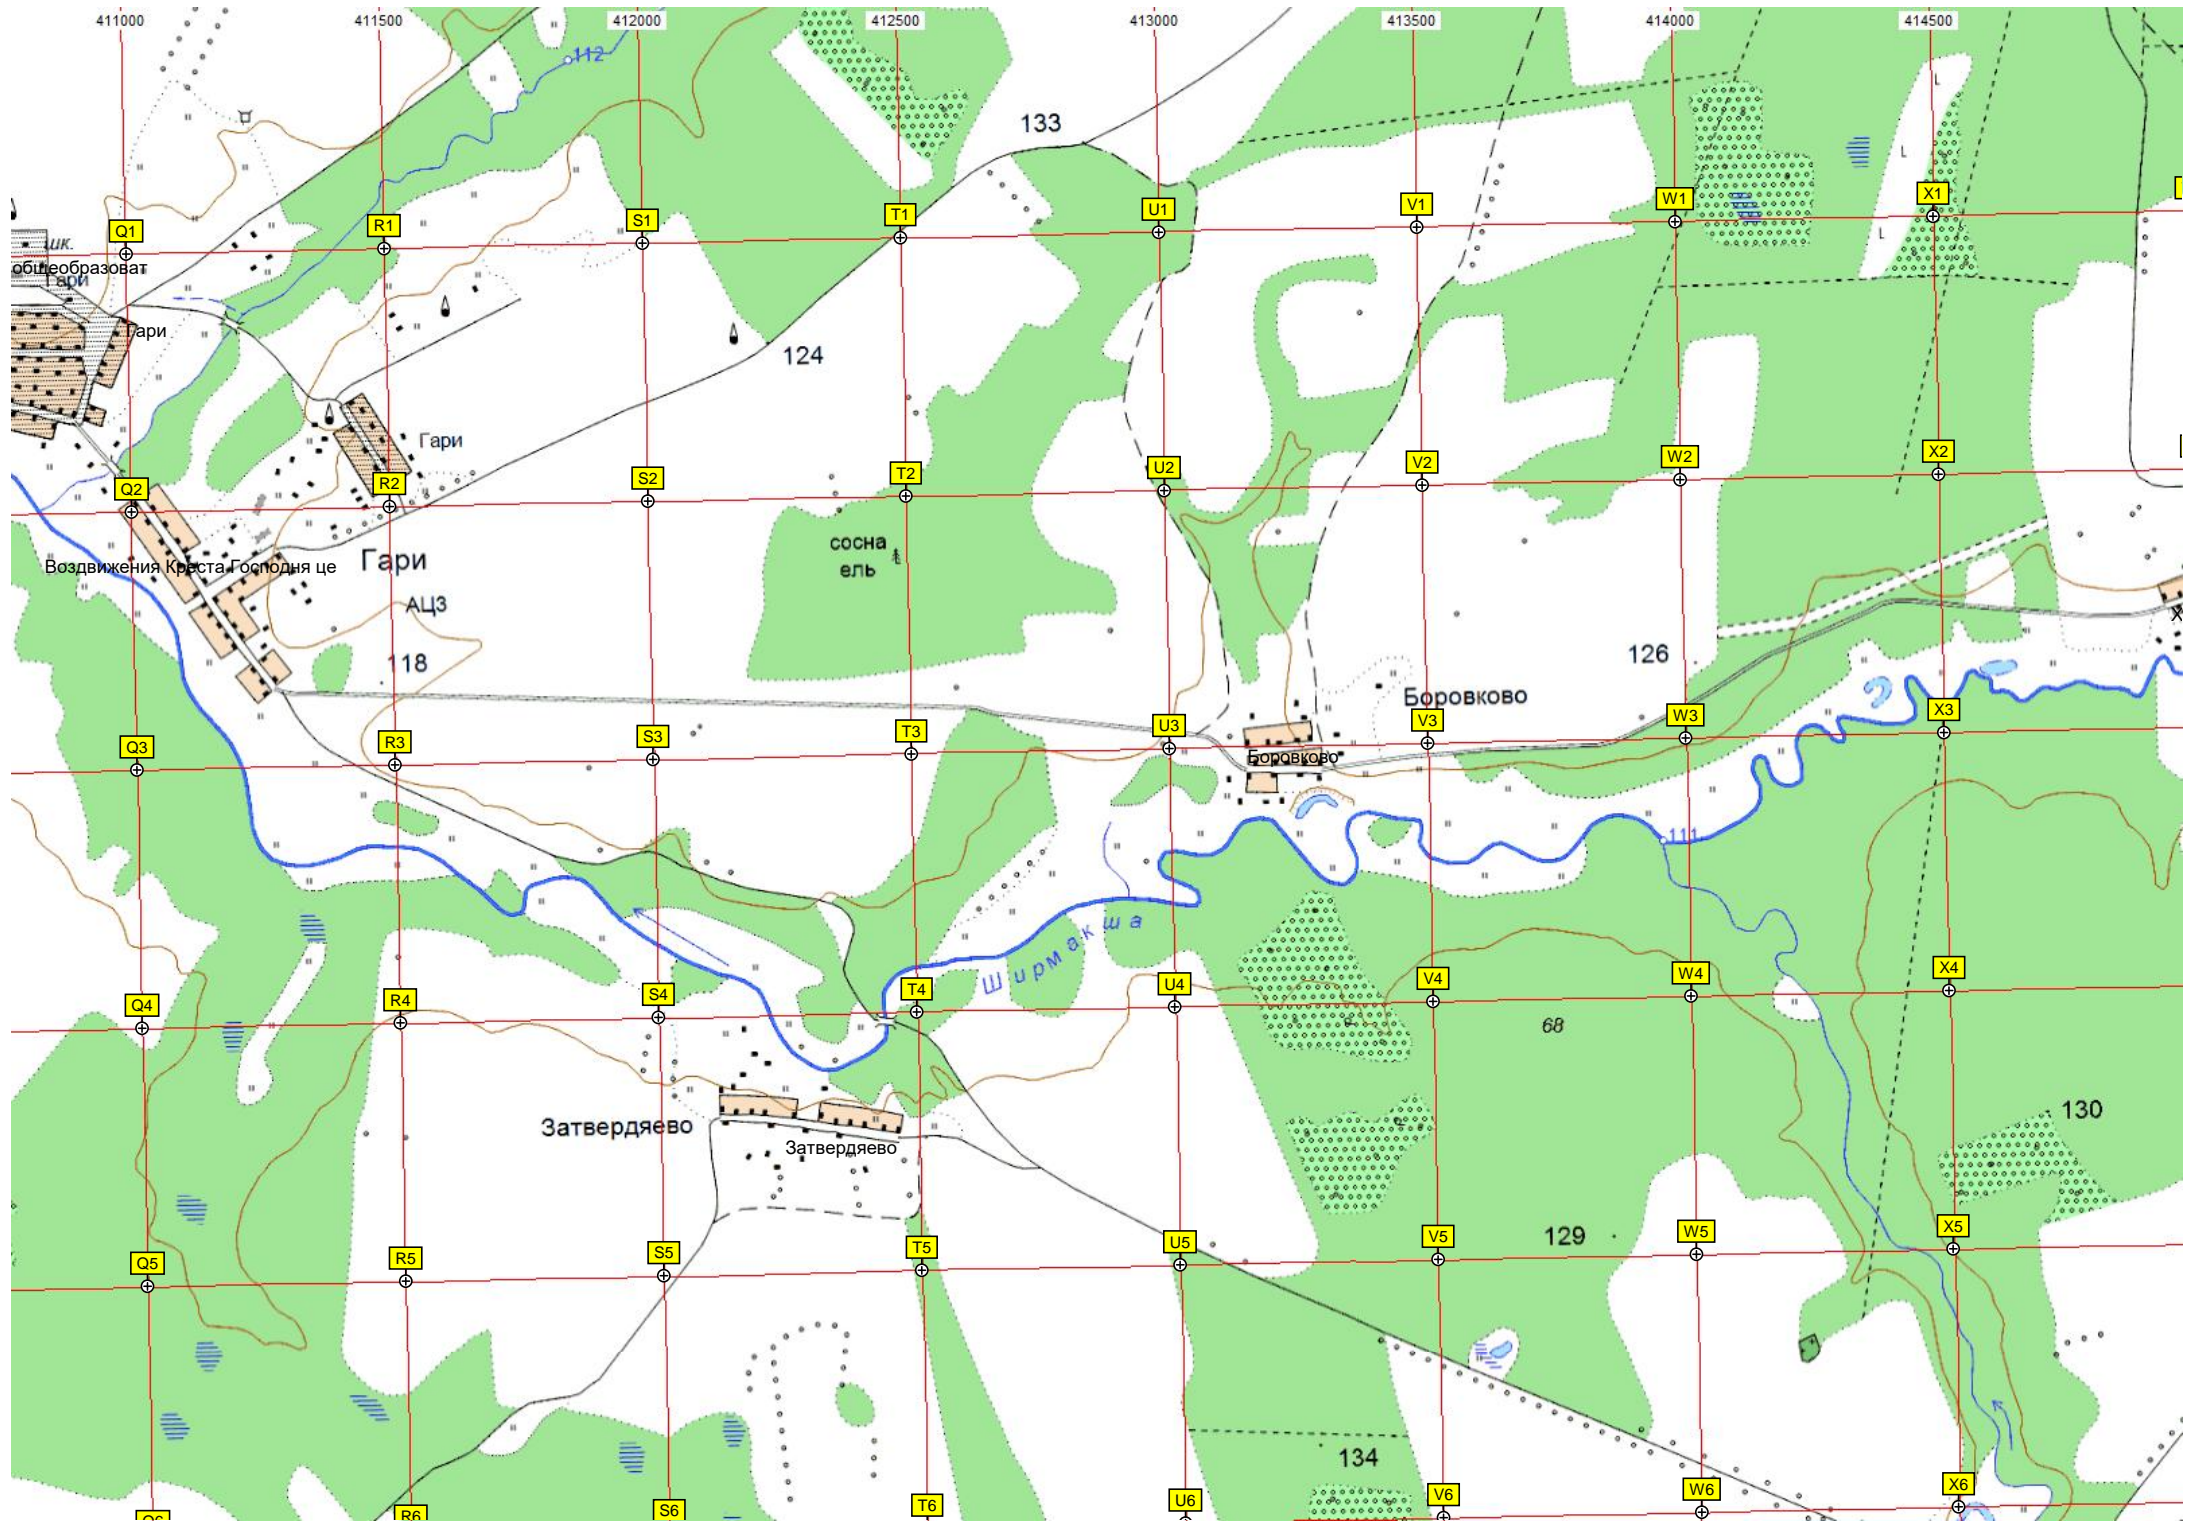 411000 411500 412000 412500 413000 413500 414000 414500
112
133
Q1 R1 S1 T1 U1 V1 W1 X1
шк.
общеобразоват
Гари
Гари
124
Гари
Q2 R2 S2 T2 U2 V2 W2 X2
сосна
ель
Воздвижения Креста Господня це
Гари
АЦЗ
118
126
Боровково
Q3 R3 S3 T3 U3 V3 W3 X3
Боровково
111
Ширмакша
Q4 R4 S4 T4 U4 V4 W4 X4
68
130
Затвердяево
Затвердяево
129
Q5 R5 S5 T5 U5 V5 W5 X5
134
Q6 R6 S6 T6 U6 V6 W6 X6